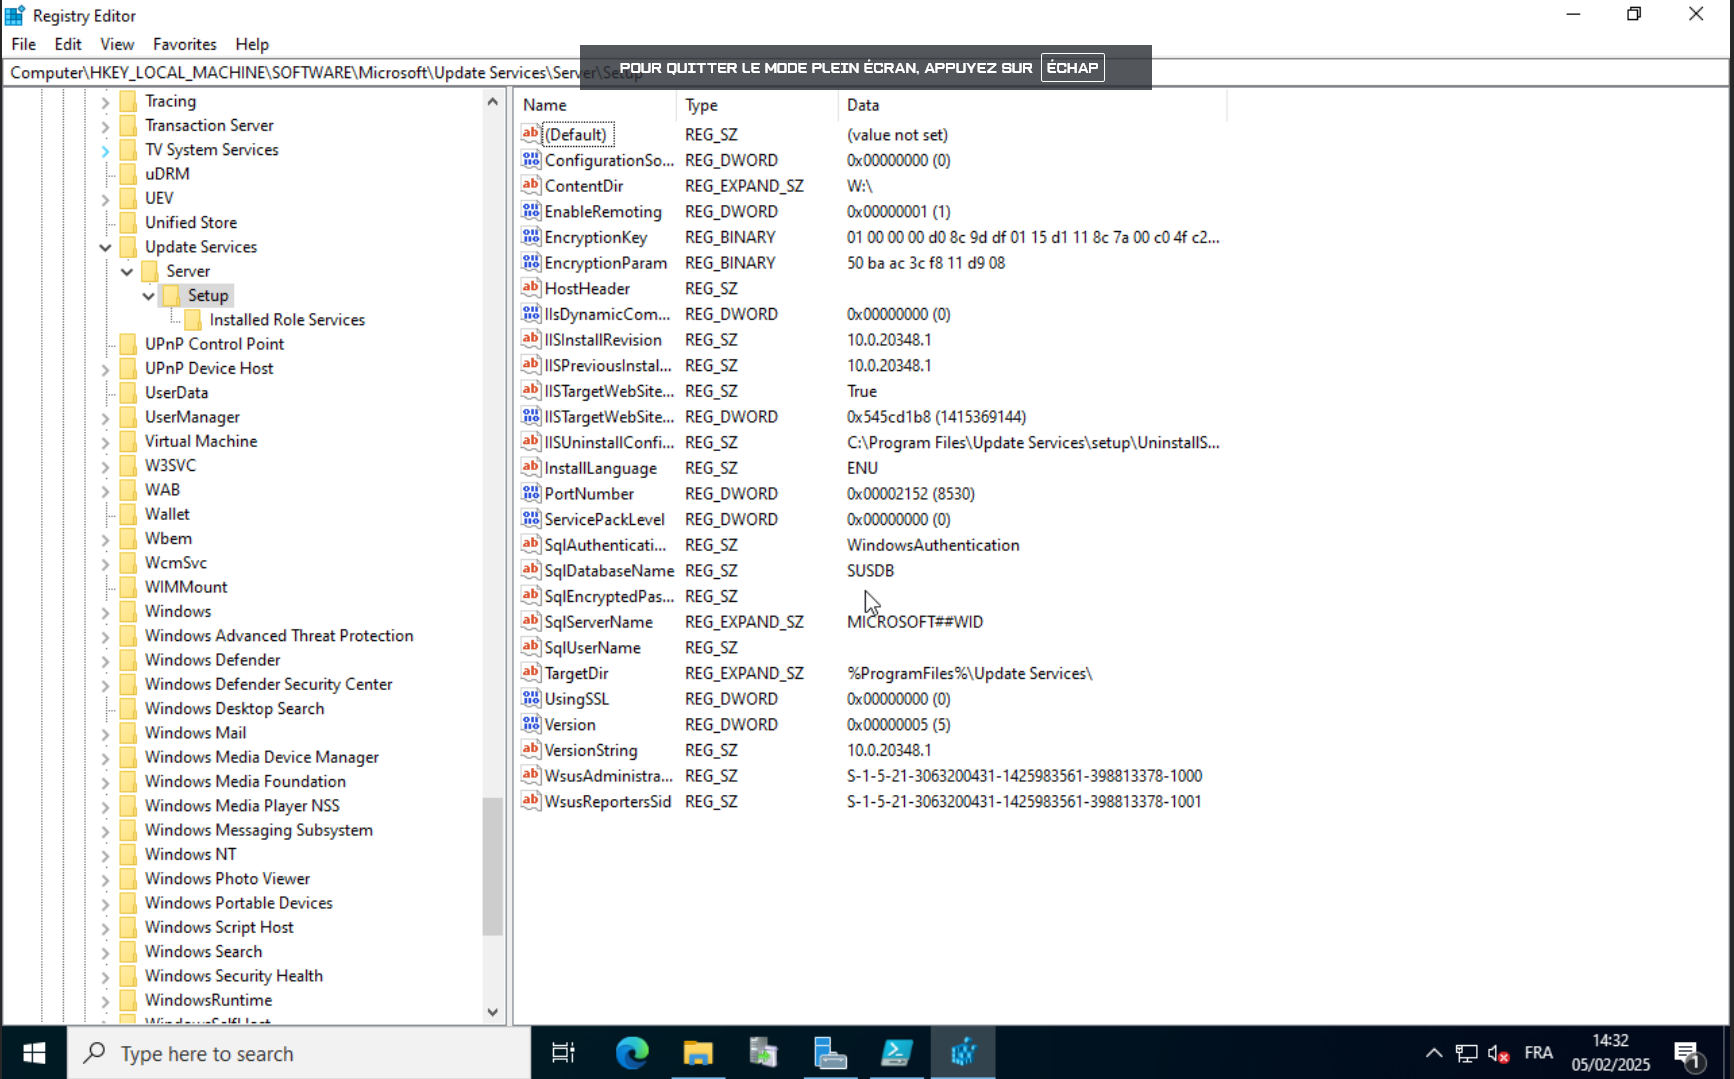 Registry Editor
File Edit View Favorites Help
Computer\HKEY_LOCAL_MACHINE\SOFTWARE\Microsoft\Update Services\Server\Setup
POUR QUITTER LE MODE PLEIN ÉCRAN, APPUYEZ SUR ÉCHAP
Tracing
Transaction Server
TV System Services
uDRM
UEV
Unified Store
Update Services
Server
Setup
Installed Role Services
UPnP Control Point
UPnP Device Host
UserData
UserManager
Virtual Machine
W3SVC
WAB
Wallet
Wbem
WcmSvc
WIMMount
Windows
Windows Advanced Threat Protection
Windows Defender
Windows Defender Security Center
Windows Desktop Search
Windows Mail
Windows Media Device Manager
Windows Media Foundation
Windows Media Player NSS
Windows Messaging Subsystem
Windows NT
Windows Photo Viewer
Windows Portable Devices
Windows Script Host
Windows Search
Windows Security Health
WindowsRuntime
Name Type Data
(Default) REG_SZ (value not set)
ConfigurationSo... REG_DWORD 0x00000000 (0)
ContentDir REG_EXPAND_SZ W:\
EnableRemoting REG_DWORD 0x00000001 (1)
EncryptionKey REG_BINARY 01 00 00 00 d0 8c 9d df 01 15 d1 11 8c 7a 00 c0 4f c2...
EncryptionParam REG_BINARY 50 ba ac 3c f8 11 d9 08
HostHeader REG_SZ
IIsDynamicCom... REG_DWORD 0x00000000 (0)
IISInstallRevision REG_SZ 10.0.20348.1
IISPreviousInstal... REG_SZ 10.0.20348.1
IISTargetWebSite... REG_SZ True
IISTargetWebSite... REG_DWORD 0x545cd1b8 (1415369144)
IISUninstallConfi... REG_SZ C:\Program Files\Update Services\setup\UninstallS...
InstallLanguage REG_SZ ENU
PortNumber REG_DWORD 0x00002152 (8530)
ServicePackLevel REG_DWORD 0x00000000 (0)
SqlAuthenticati... REG_SZ WindowsAuthentication
SqlDatabaseName REG_SZ SUSDB
SqlEncryptedPas... REG_SZ
SqlServerName REG_EXPAND_SZ MICROSOFT##WID
SqlUserName REG_SZ
TargetDir REG_EXPAND_SZ %ProgramFiles%\Update Services\
UsingSSL REG_DWORD 0x00000000 (0)
Version REG_DWORD 0x00000005 (5)
VersionString REG_SZ 10.0.20348.1
WsusAdministra... REG_SZ S-1-5-21-3063200431-1425983561-398813378-1000
WsusReportersSid REG_SZ S-1-5-21-3063200431-1425983561-398813378-1001
Type here to search
FRA
14:32
05/02/2025
1